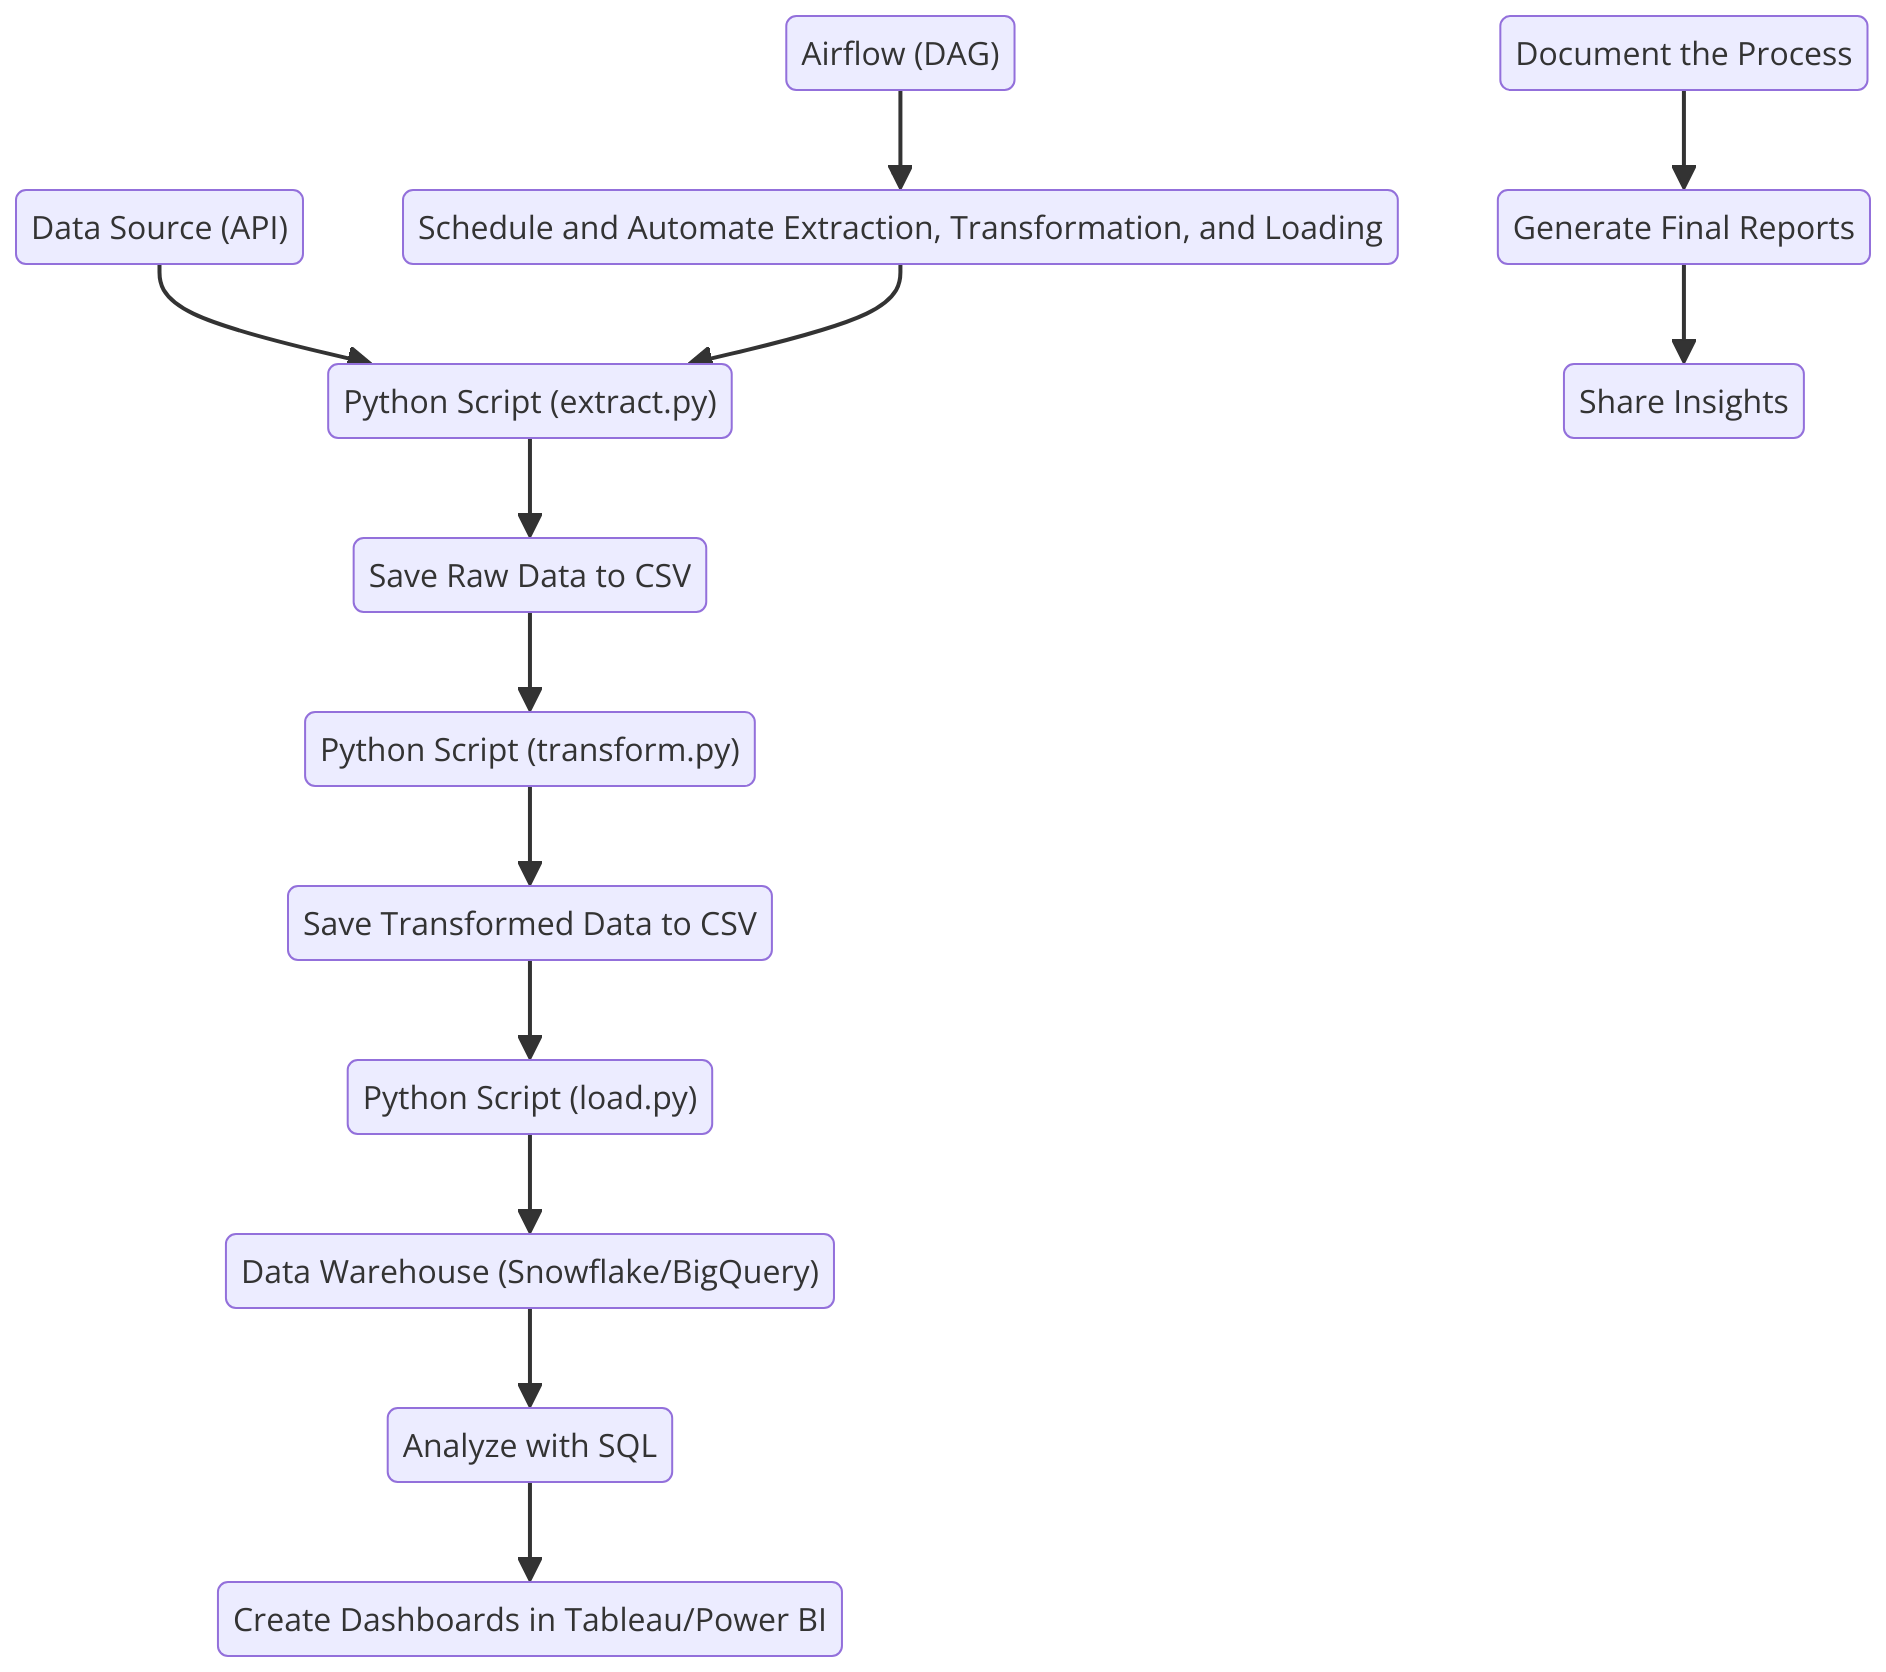 Airflow (DAG)
Document the Process
Data Source (API)
Schedule and Automate Extraction, Transformation, and Loading
Generate Final Reports
Python Script (extract.py)
Share Insights
Save Raw Data to CSV
Python Script (transform.py)
Save Transformed Data to CSV
Python Script (load.py)
Data Warehouse (Snowflake/BigQuery)
Analyze with SQL
Create Dashboards in Tableau/Power BI